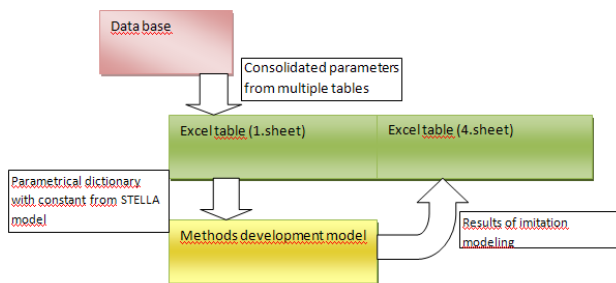 Data base
Consolidated parameters
from multiple tables
Excel table (1.sheet)
Excel table (4.sheet)
Parametrical dictionary
with constant from STELLA
model
Methods development model
Results of imitation
modeling